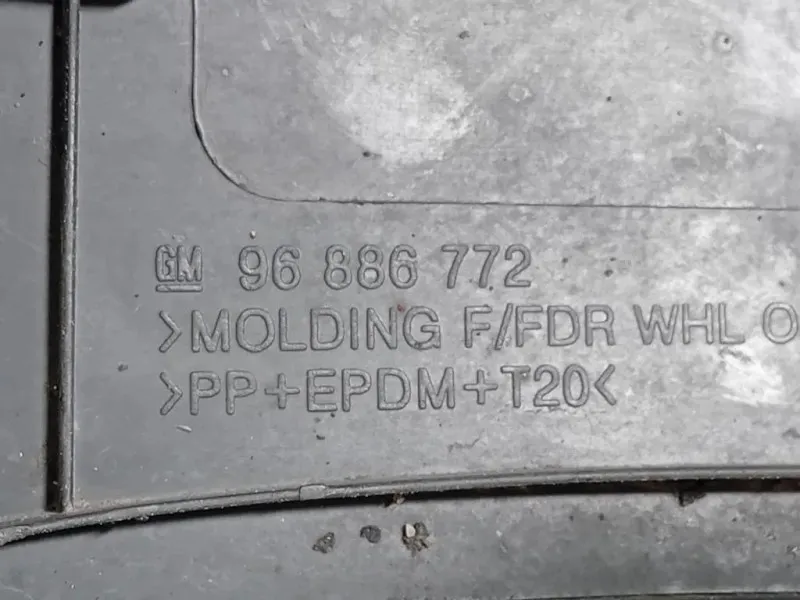 GM 96 886 772
>MOLDING F/FDR WHL O
>PP+EPDM+T20<